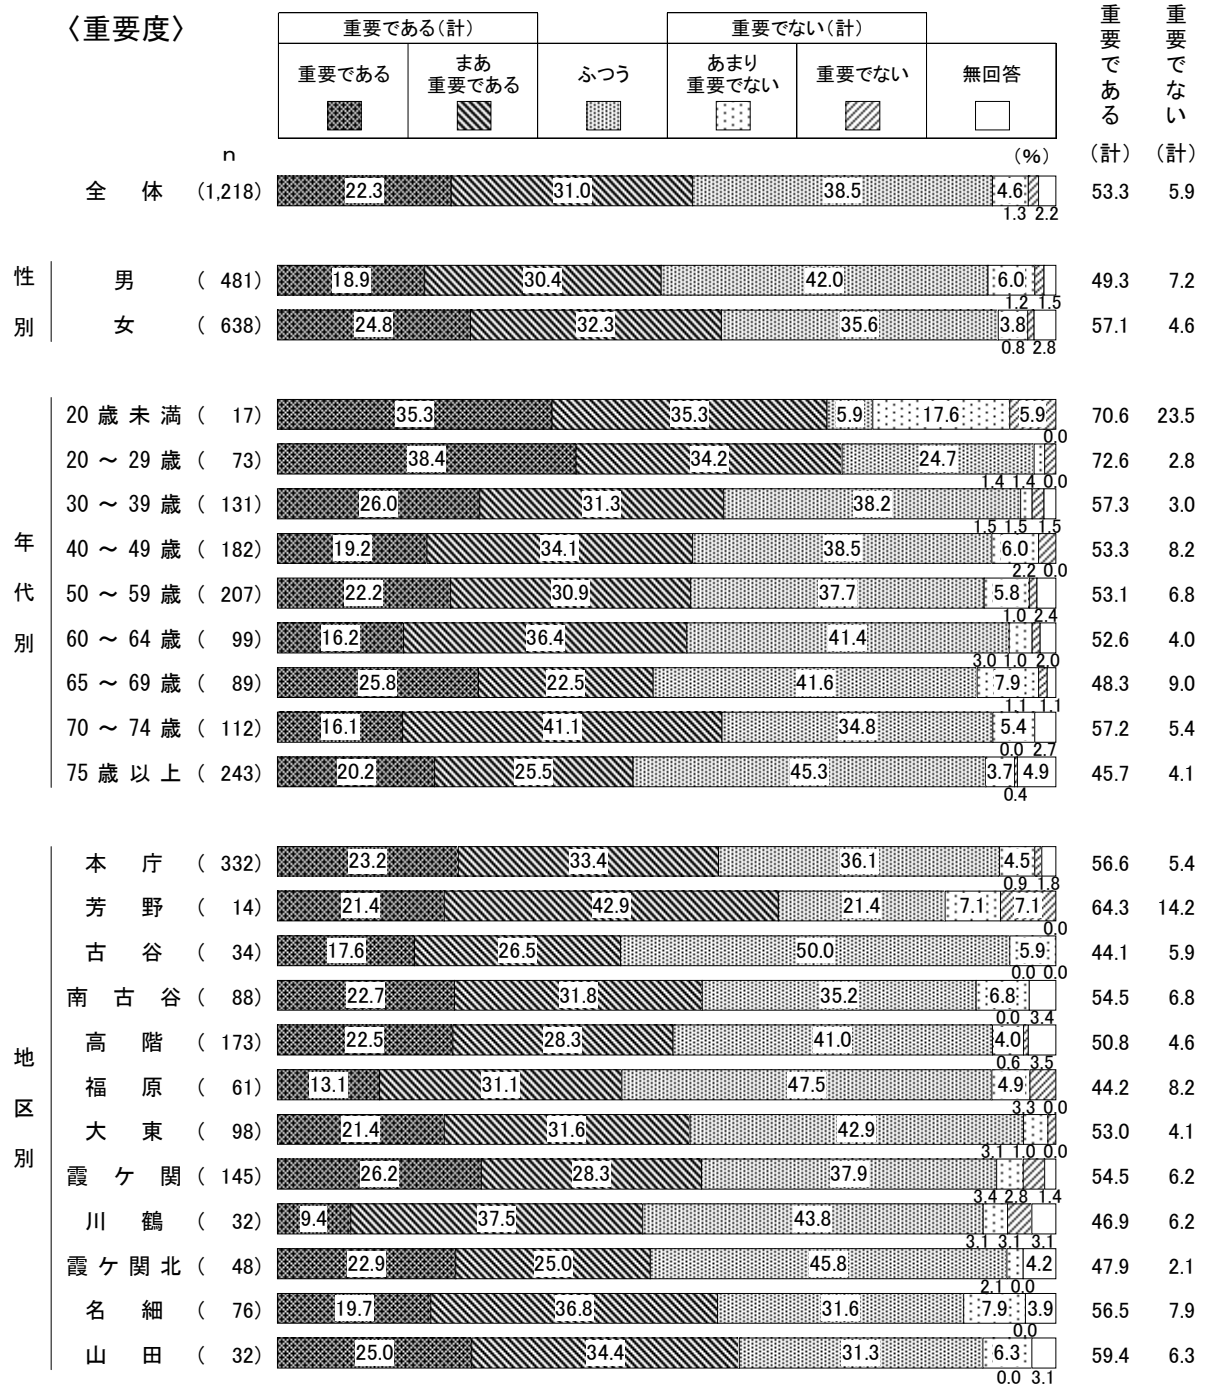 〈重要度〉
重要である(計) 重要でない(計)
重要である まあ重要である ふつう あまり重要でない 重要でない 無回答
重要である(計) 重要でない(計)
n (%)
全体 (1,218) 22.3 31.0 38.5 4.6 1.3 2.2 53.3 5.9
性別
男 ( 481) 18.9 30.4 42.0 6.0 1.2 1.5 49.3 7.2
女 ( 638) 24.8 32.3 35.6 3.8 0.8 2.8 57.1 4.6
年代別
20歳未満 ( 17) 35.3 35.3 5.9 17.6 5.9 0.0 70.6 23.5
20～29歳 ( 73) 38.4 34.2 24.7 1.4 1.4 0.0 72.6 2.8
30～39歳 ( 131) 26.0 31.3 38.2 1.5 1.5 1.5 57.3 3.0
40～49歳 ( 182) 19.2 34.1 38.5 6.0 2.2 0.0 53.3 8.2
50～59歳 ( 207) 22.2 30.9 37.7 5.8 1.0 2.4 53.1 6.8
60～64歳 ( 99) 16.2 36.4 41.4 3.0 1.0 2.0 52.6 4.0
65～69歳 ( 89) 25.8 22.5 41.6 7.9 1.1 1.1 48.3 9.0
70～74歳 ( 112) 16.1 41.1 34.8 5.4 0.0 2.7 57.2 5.4
75歳以上 ( 243) 20.2 25.5 45.3 3.7 0.4 4.9 45.7 4.1
地区別
本庁 ( 332) 23.2 33.4 36.1 4.5 0.9 1.8 56.6 5.4
芳野 ( 14) 21.4 42.9 21.4 7.1 7.1 0.0 64.3 14.2
古谷 ( 34) 17.6 26.5 50.0 5.9 0.0 0.0 44.1 5.9
南古谷 ( 88) 22.7 31.8 35.2 6.8 0.0 3.4 54.5 6.8
高階 ( 173) 22.5 28.3 41.0 4.0 0.6 3.5 50.8 4.6
福原 ( 61) 13.1 31.1 47.5 4.9 3.3 0.0 44.2 8.2
大東 ( 98) 21.4 31.6 42.9 3.1 1.0 0.0 53.0 4.1
霞ケ関 ( 145) 26.2 28.3 37.9 3.4 2.8 1.4 54.5 6.2
川鶴 ( 32) 9.4 37.5 43.8 3.1 3.1 3.1 46.9 6.2
霞ケ関北 ( 48) 22.9 25.0 45.8 2.1 0.0 4.2 47.9 2.1
名細 ( 76) 19.7 36.8 31.6 7.9 0.0 3.9 56.5 7.9
山田 ( 32) 25.0 34.4 31.3 6.3 0.0 3.1 59.4 6.3